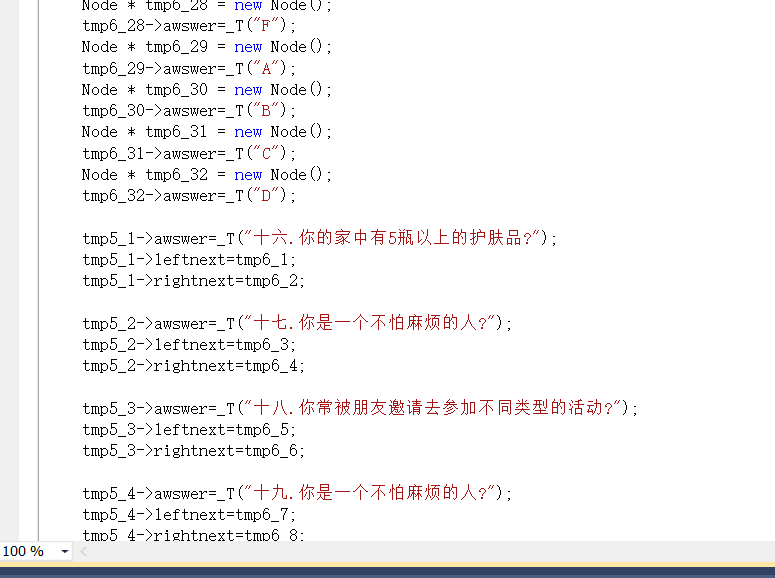 Node * tmp6_28 = new Node();
tmp6_28->awswer=_T("F");
Node * tmp6_29 = new Node();
tmp6_29->awswer=_T("A");
Node * tmp6_30 = new Node();
tmp6_30->awswer=_T("B");
Node * tmp6_31 = new Node();
tmp6_31->awswer=_T("C");
Node * tmp6_32 = new Node();
tmp6_32->awswer=_T("D");
tmp5_1->awswer=_T("十六.你的家中有5瓶以上的护肤品?");
tmp5_1->leftnext=tmp6_1;
tmp5_1->rightnext=tmp6_2;
tmp5_2->awswer=_T("十七.你是一个不怕麻烦的人?");
tmp5_2->leftnext=tmp6_3;
tmp5_2->rightnext=tmp6_4;
tmp5_3->awswer=_T("十八.你常被朋友邀请去参加不同类型的活动?");
tmp5_3->leftnext=tmp6_5;
tmp5_3->rightnext=tmp6_6;
tmp5_4->awswer=_T("十九.你是一个不怕麻烦的人?");
tmp5_4->leftnext=tmp6_7;
tmp5_4->rightnext=tmp6_8;
100 %